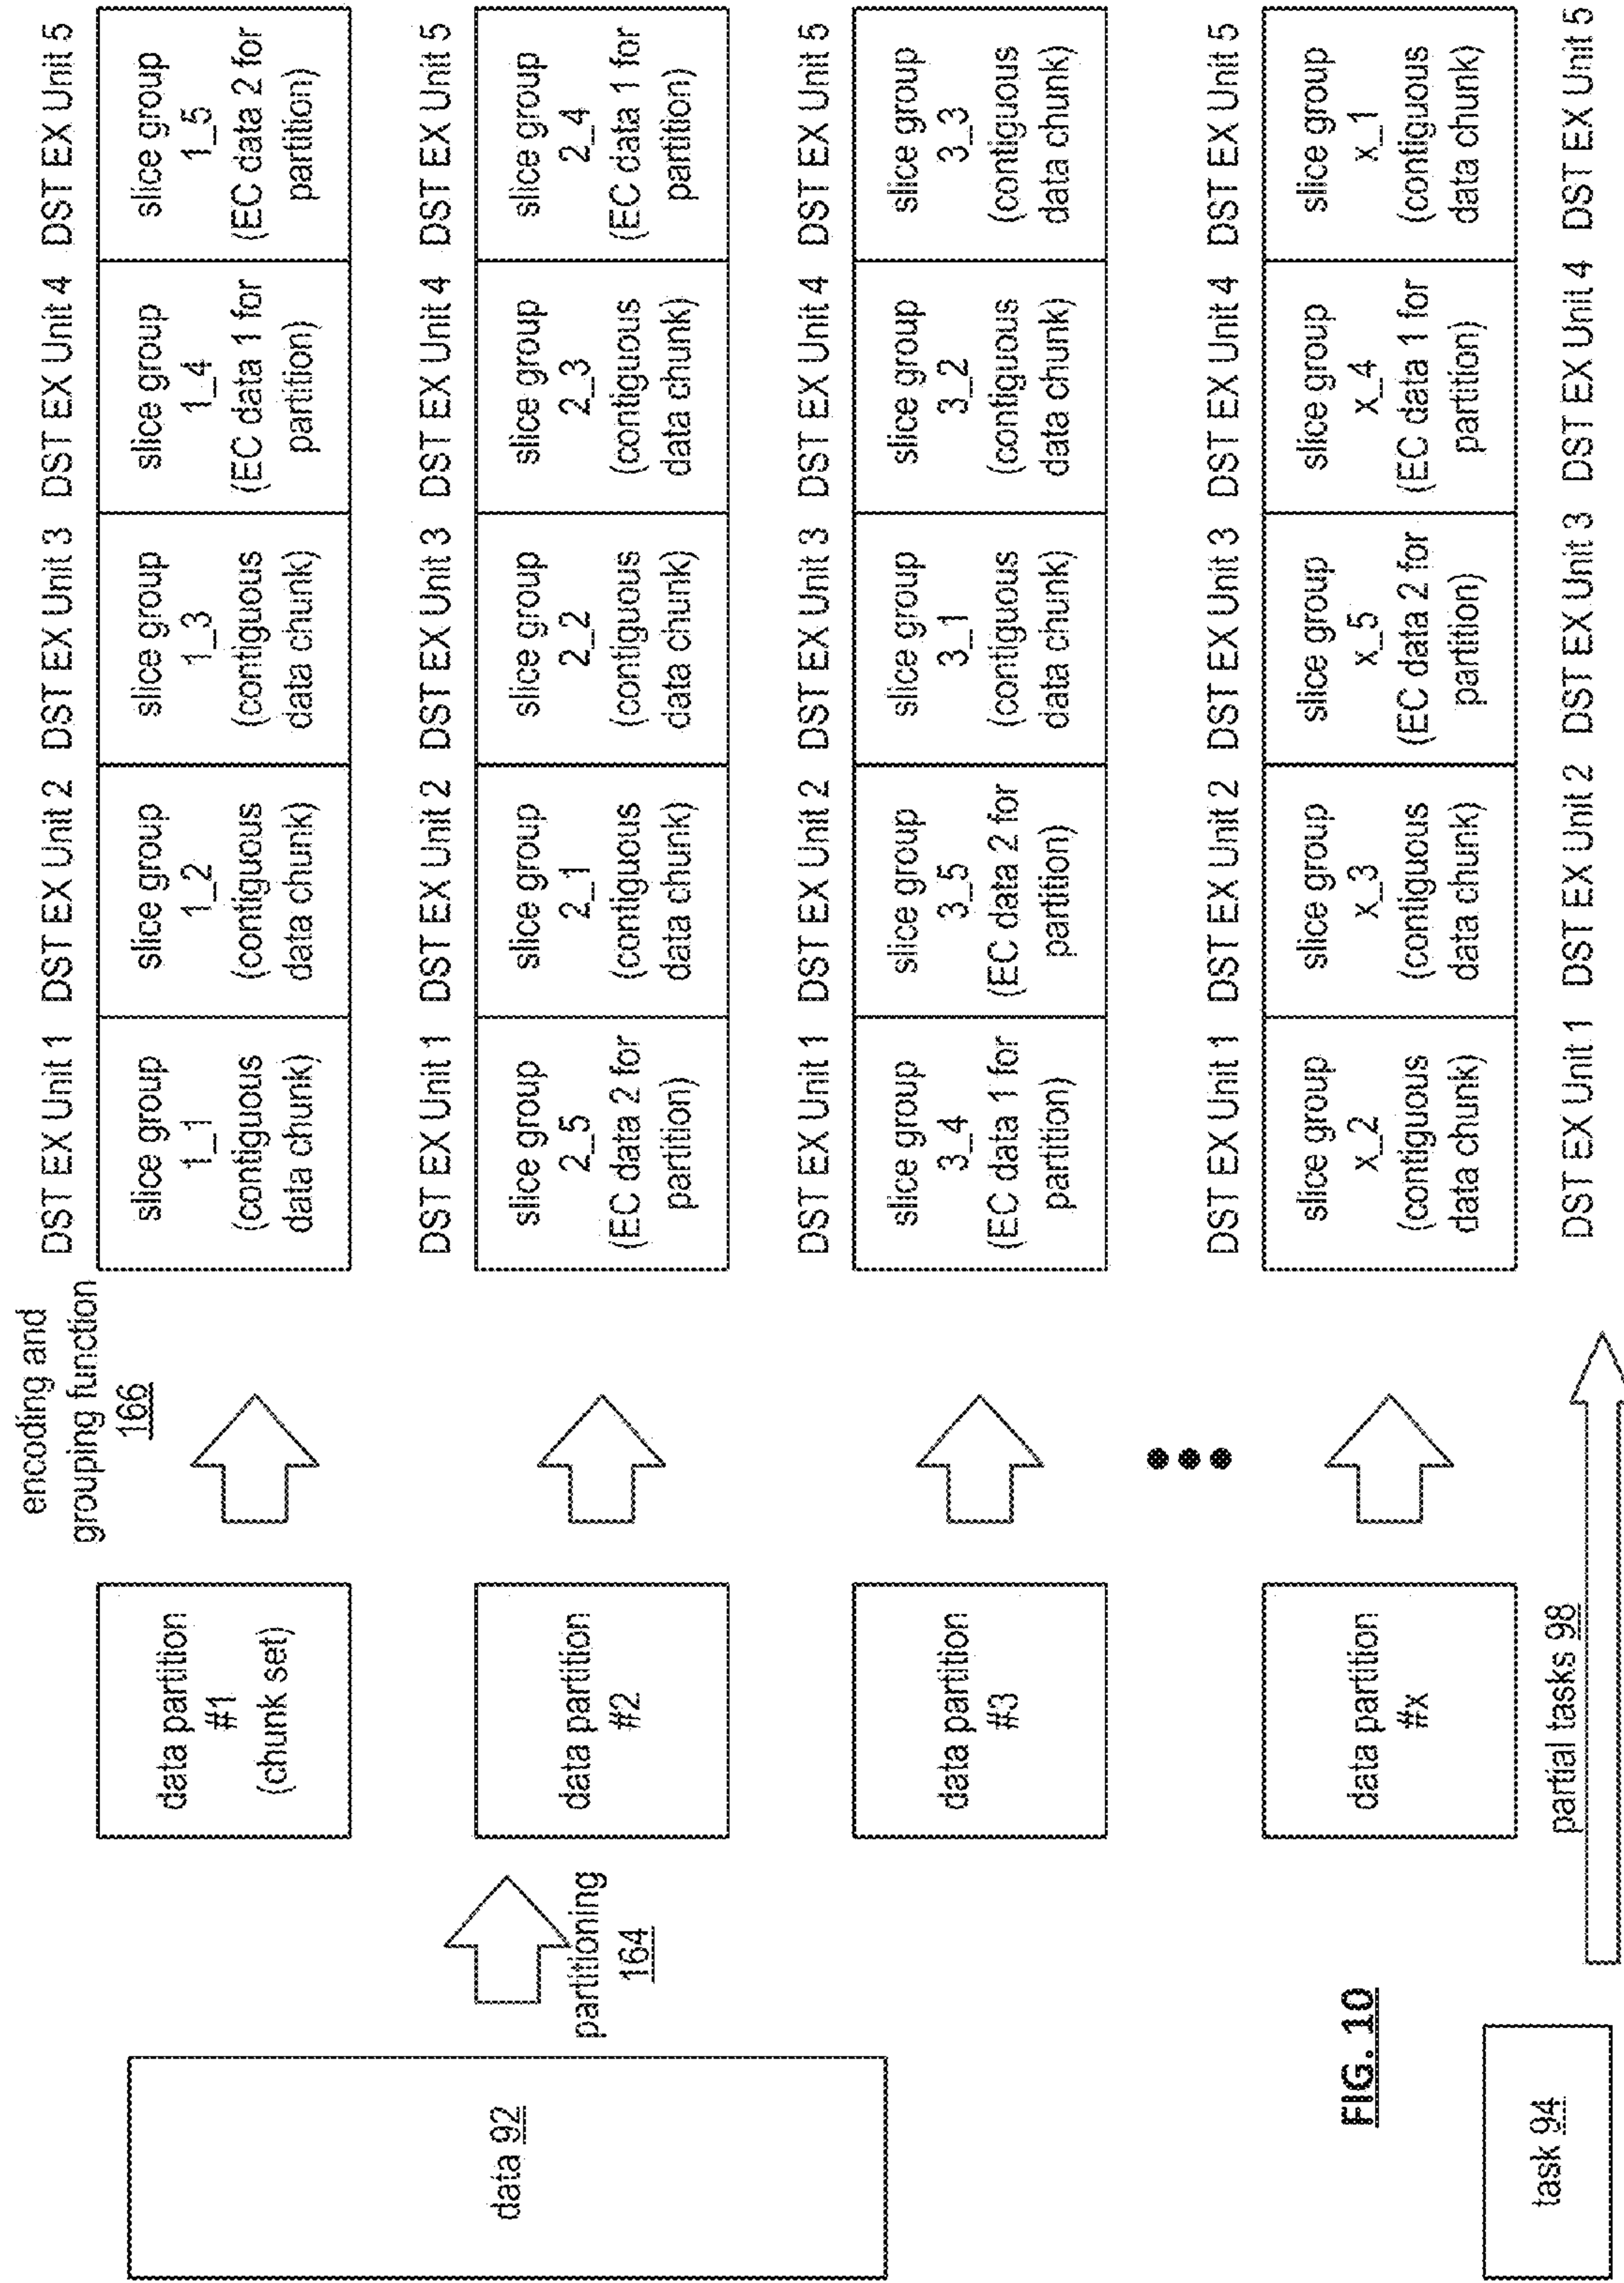 encoding and
grouping function
166
DST EX Unit 1 DST EX Unit 2 DST EX Unit 3 DST EX Unit 4 DST EX Unit 5
data 92
partitioning
164
data partition
#1
(chunk set)
slice group
1_1
(contiguous
data chunk)
slice group
1_2
(contiguous
data chunk)
slice group
1_3
(contiguous
data chunk)
slice group
1_4
(EC data 1 for
partition)
slice group
1_5
(EC data 2 for
partition)
DST EX Unit 1 DST EX Unit 2 DST EX Unit 3 DST EX Unit 4 DST EX Unit 5
data partition
#2
slice group
2_5
(EC data 2 for
partition)
slice group
2_1
(contiguous
data chunk)
slice group
2_2
(contiguous
data chunk)
slice group
2_3
(contiguous
data chunk)
slice group
2_4
(EC data 1 for
partition)
DST EX Unit 1 DST EX Unit 2 DST EX Unit 3 DST EX Unit 4 DST EX Unit 5
data partition
#3
slice group
3_4
(EC data 1 for
partition)
slice group
3_5
(EC data 2 for
partition)
slice group
3_1
(contiguous
data chunk)
slice group
3_2
(contiguous
data chunk)
slice group
3_3
(contiguous
data chunk)
DST EX Unit 1 DST EX Unit 2 DST EX Unit 3 DST EX Unit 4 DST EX Unit 5
data partition
#x
slice group
x_2
(contiguous
data chunk)
slice group
x_3
(contiguous
data chunk)
slice group
x_5
(EC data 2 for
partition)
slice group
x_4
(EC data 1 for
partition)
slice group
x_1
(contiguous
data chunk)
FIG. 10
task 94
partial tasks 98
DST EX Unit 1 DST EX Unit 2 DST EX Unit 3 DST EX Unit 4 DST EX Unit 5